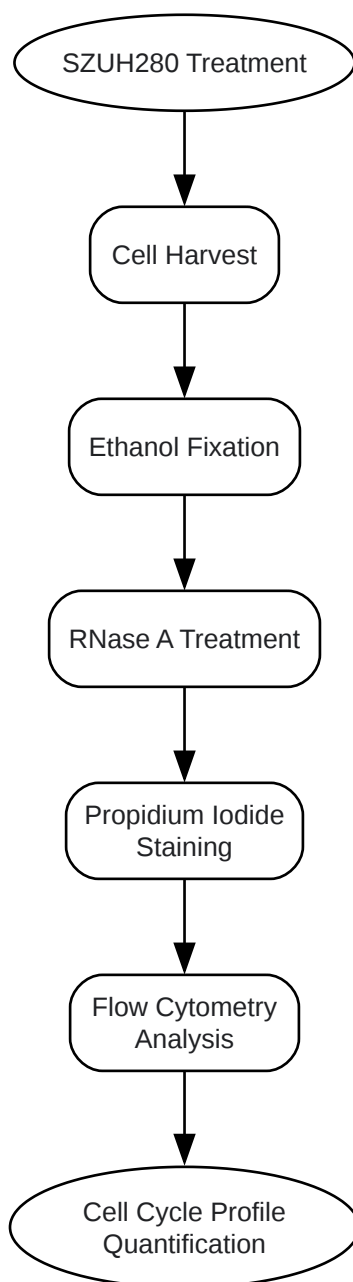 SZUH280 Treatment
Cell Harvest
Ethanol Fixation
RNase A Treatment
Propidium Iodide
Staining
Flow Cytometry
Analysis
Cell Cycle Profile
Quantification